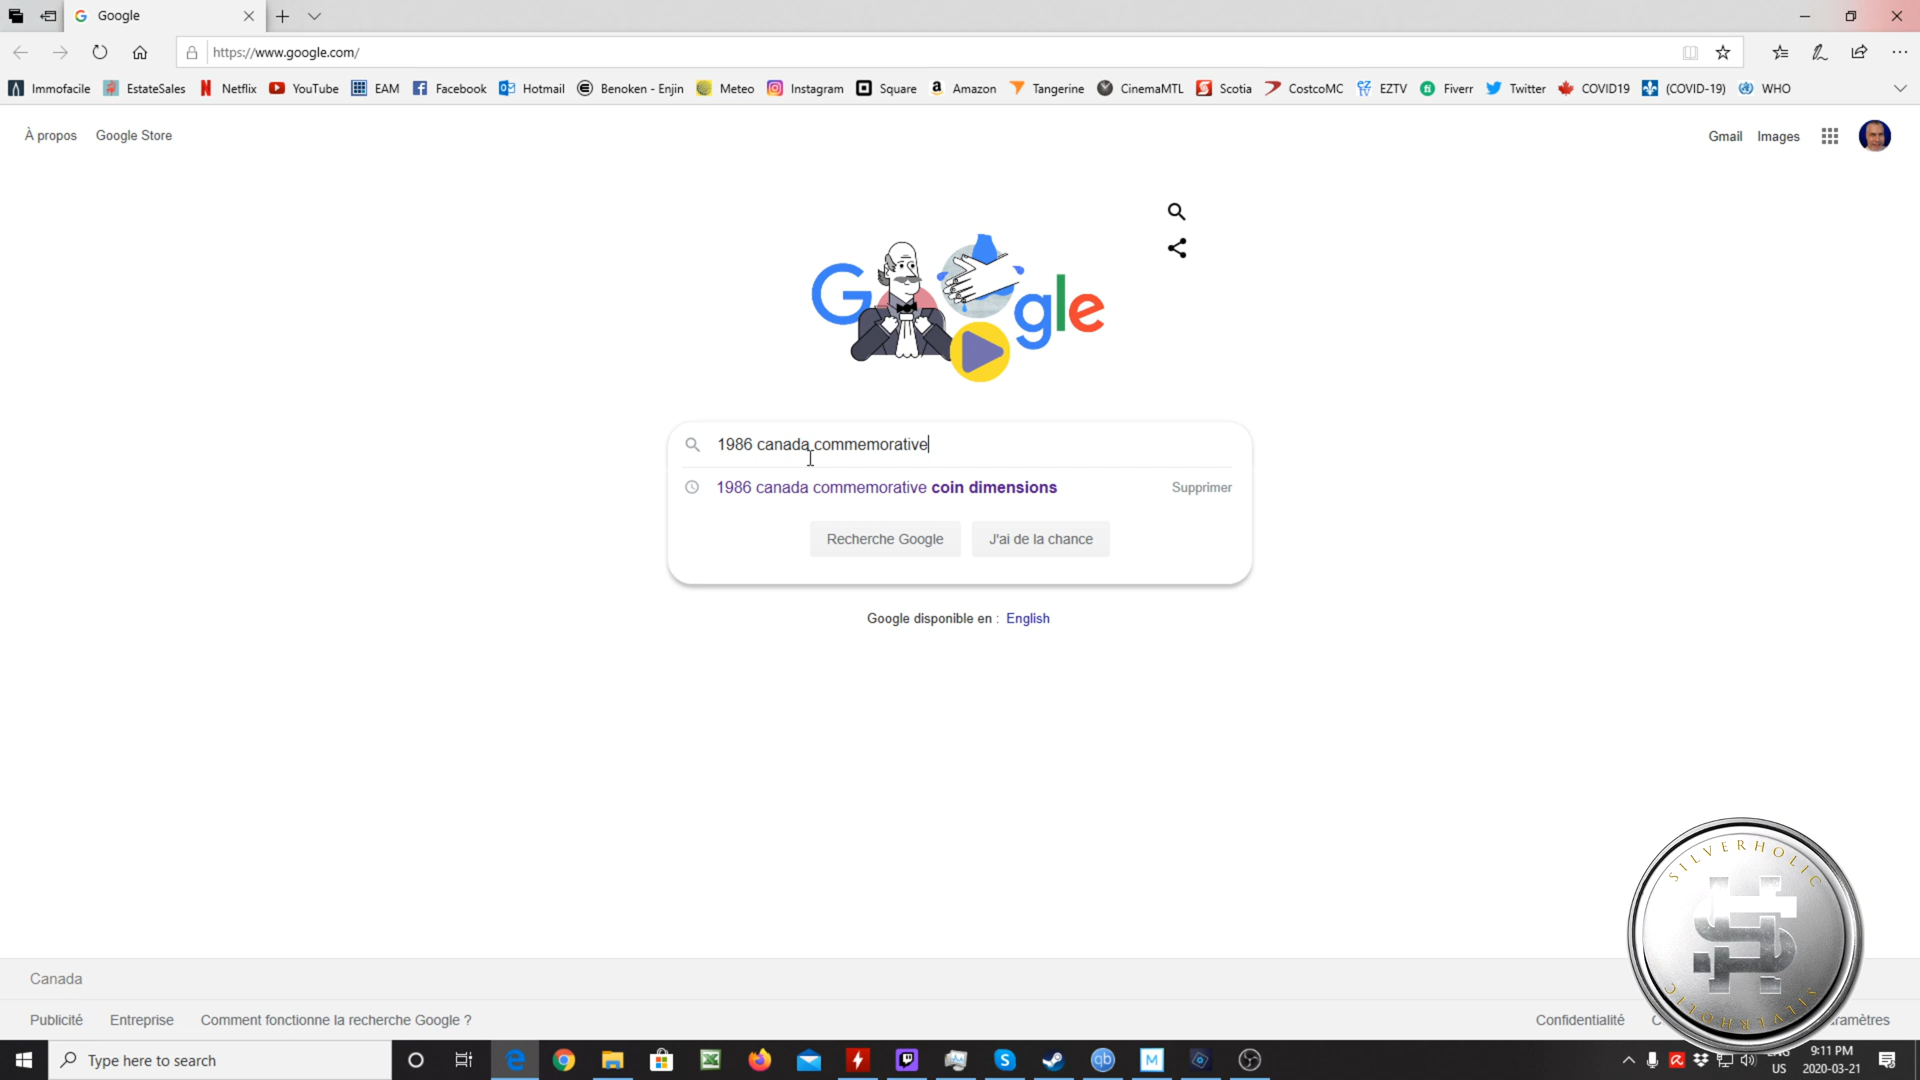 Google
https://www.google.com/
Immofacile EstateSales Netflix YouTube EAM Facebook Hotmail Benoken - Enjin Meteo Instagram Square Amazon Tangerine CinemaMTL Scotia CostcoMC EZTV Fiverr Twitter COVID19 (COVID-19) WHO
À propos Google Store Gmail Images
G gle
1986 canada commemorative
1986 canada commemorative coin dimensions Supprimer
Recherche Google J'ai de la chance
Google disponible en : English
SILVERHOLIC
SILVERHOLIC
Canada
Publicité Entreprise Comment fonctionne la recherche Google ? Confidentialité
Type here to search
9:11 PM
US 2020-03-21